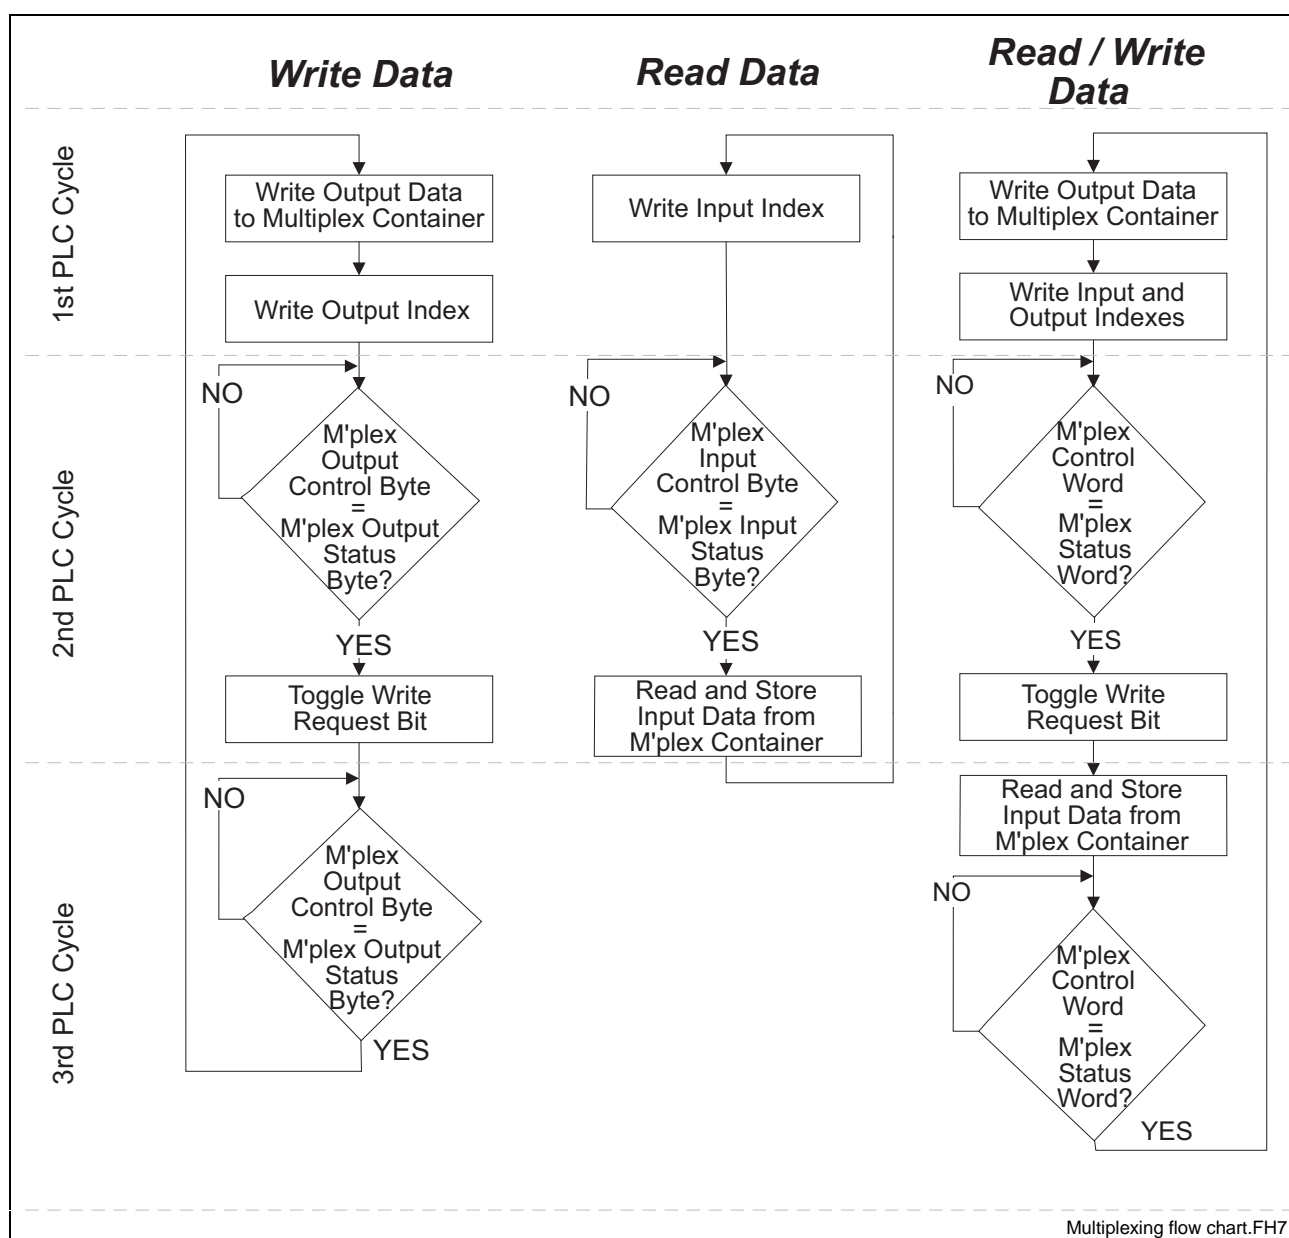 Write Data
Read Data
Read / Write
Data
1st PLC Cycle
Write Output Data
to Multiplex Container
Write Output Index
Write Input Index
Write Output Data
to Multiplex Container
Write Input and
Output Indexes
2nd PLC Cycle
NO
M'plex
Output
Control Byte
=
M'plex Output
Status
Byte?
YES
Toggle Write
Request Bit
NO
M'plex
Input
Control Byte
=
M'plex Input
Status
Byte?
YES
Read and Store
Input Data from
M'plex Container
NO
M'plex
Control
Word
=
M'plex
Status
Word?
YES
Toggle Write
Request Bit
3rd PLC Cycle
NO
M'plex
Output
Control Byte
=
M'plex Output
Status
Byte?
YES
Read and Store
Input Data from
M'plex Container
NO
M'plex
Control
Word
=
M'plex
Status
Word?
YES
Multiplexing flow chart.FH7